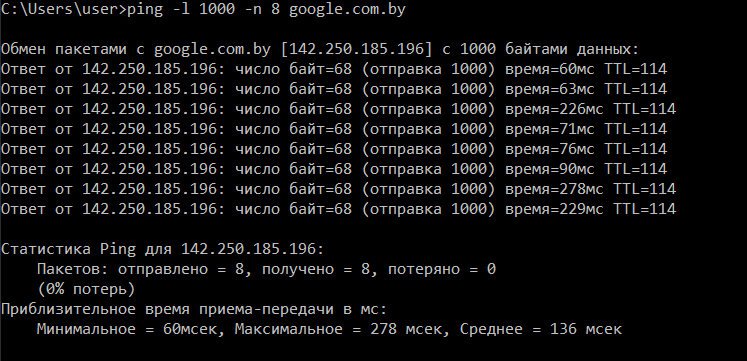 C:\Users\user>ping -l 1000 -n 8 google.com.by
Обмен пакетами с google.com.by [142.250.185.196] с 1000 байтами данных:
Ответ от 142.250.185.196: число байт=68 (отправка 1000) время=60мс TTL=114
Ответ от 142.250.185.196: число байт=68 (отправка 1000) время=63мс TTL=114
Ответ от 142.250.185.196: число байт=68 (отправка 1000) время=226мс TTL=114
Ответ от 142.250.185.196: число байт=68 (отправка 1000) время=71мс TTL=114
Ответ от 142.250.185.196: число байт=68 (отправка 1000) время=76мс TTL=114
Ответ от 142.250.185.196: число байт=68 (отправка 1000) время=90мс TTL=114
Ответ от 142.250.185.196: число байт=68 (отправка 1000) время=278мс TTL=114
Ответ от 142.250.185.196: число байт=68 (отправка 1000) время=229мс TTL=114
Статистика Ping для 142.250.185.196:
Пакетов: отправлено = 8, получено = 8, потеряно = 0
(0% потерь)
Приблизительное время приема-передачи в мс:
Минимальное = 60мсек, Максимальное = 278 мсек, Среднее = 136 мсек